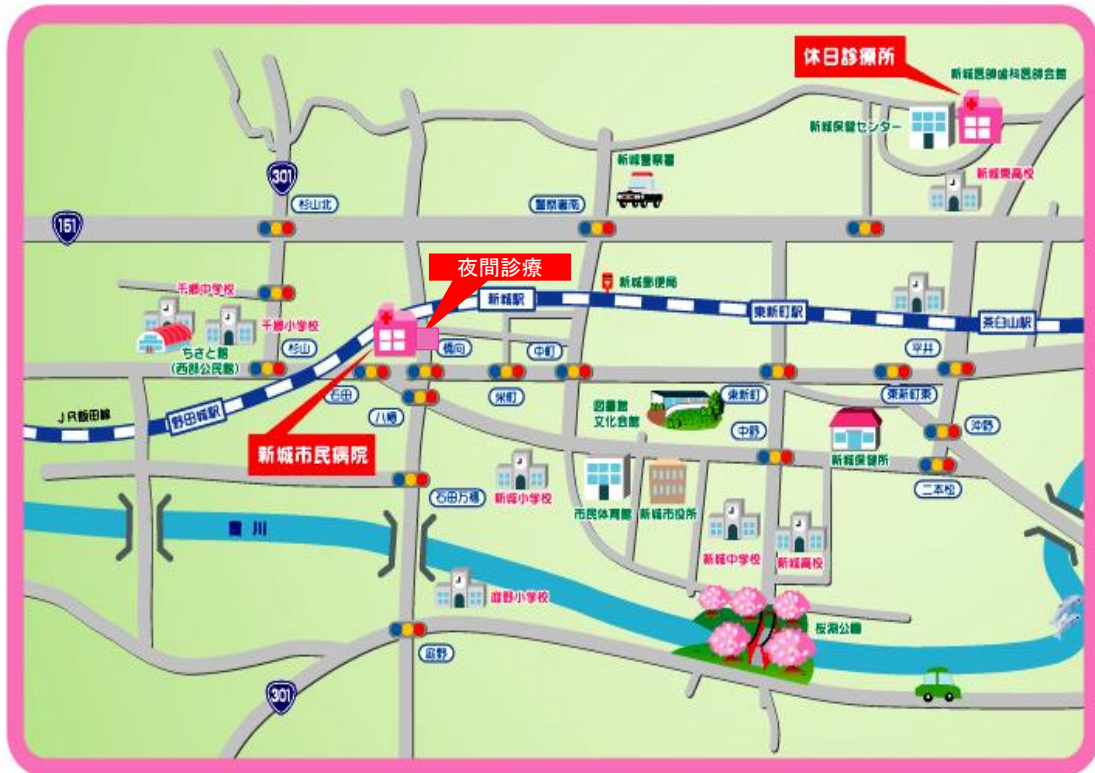 休日診療所
新城医師歯科医師会館
新城保健センター
新城警察署
新城東高校
301
杉山北
警察署南
151
夜間診療
千郷中学校
新城駅
新城郵便局
東新町駅
茶臼山駅
千郷小学校
杉山
ちさと館
(西部公民館)
橋向
中町
平井
石田
栄町
東新町
東新町東
JR飯田線
野田城駅
八幡
図書館
文化会館
中野
新城保健所
沖野
新城市民病院
石田万福
新城小学校
市民体育館
新城市役所
二本松
豊川
新城中学校
新城高校
庭野小学校
桜淵公園
庭野
301